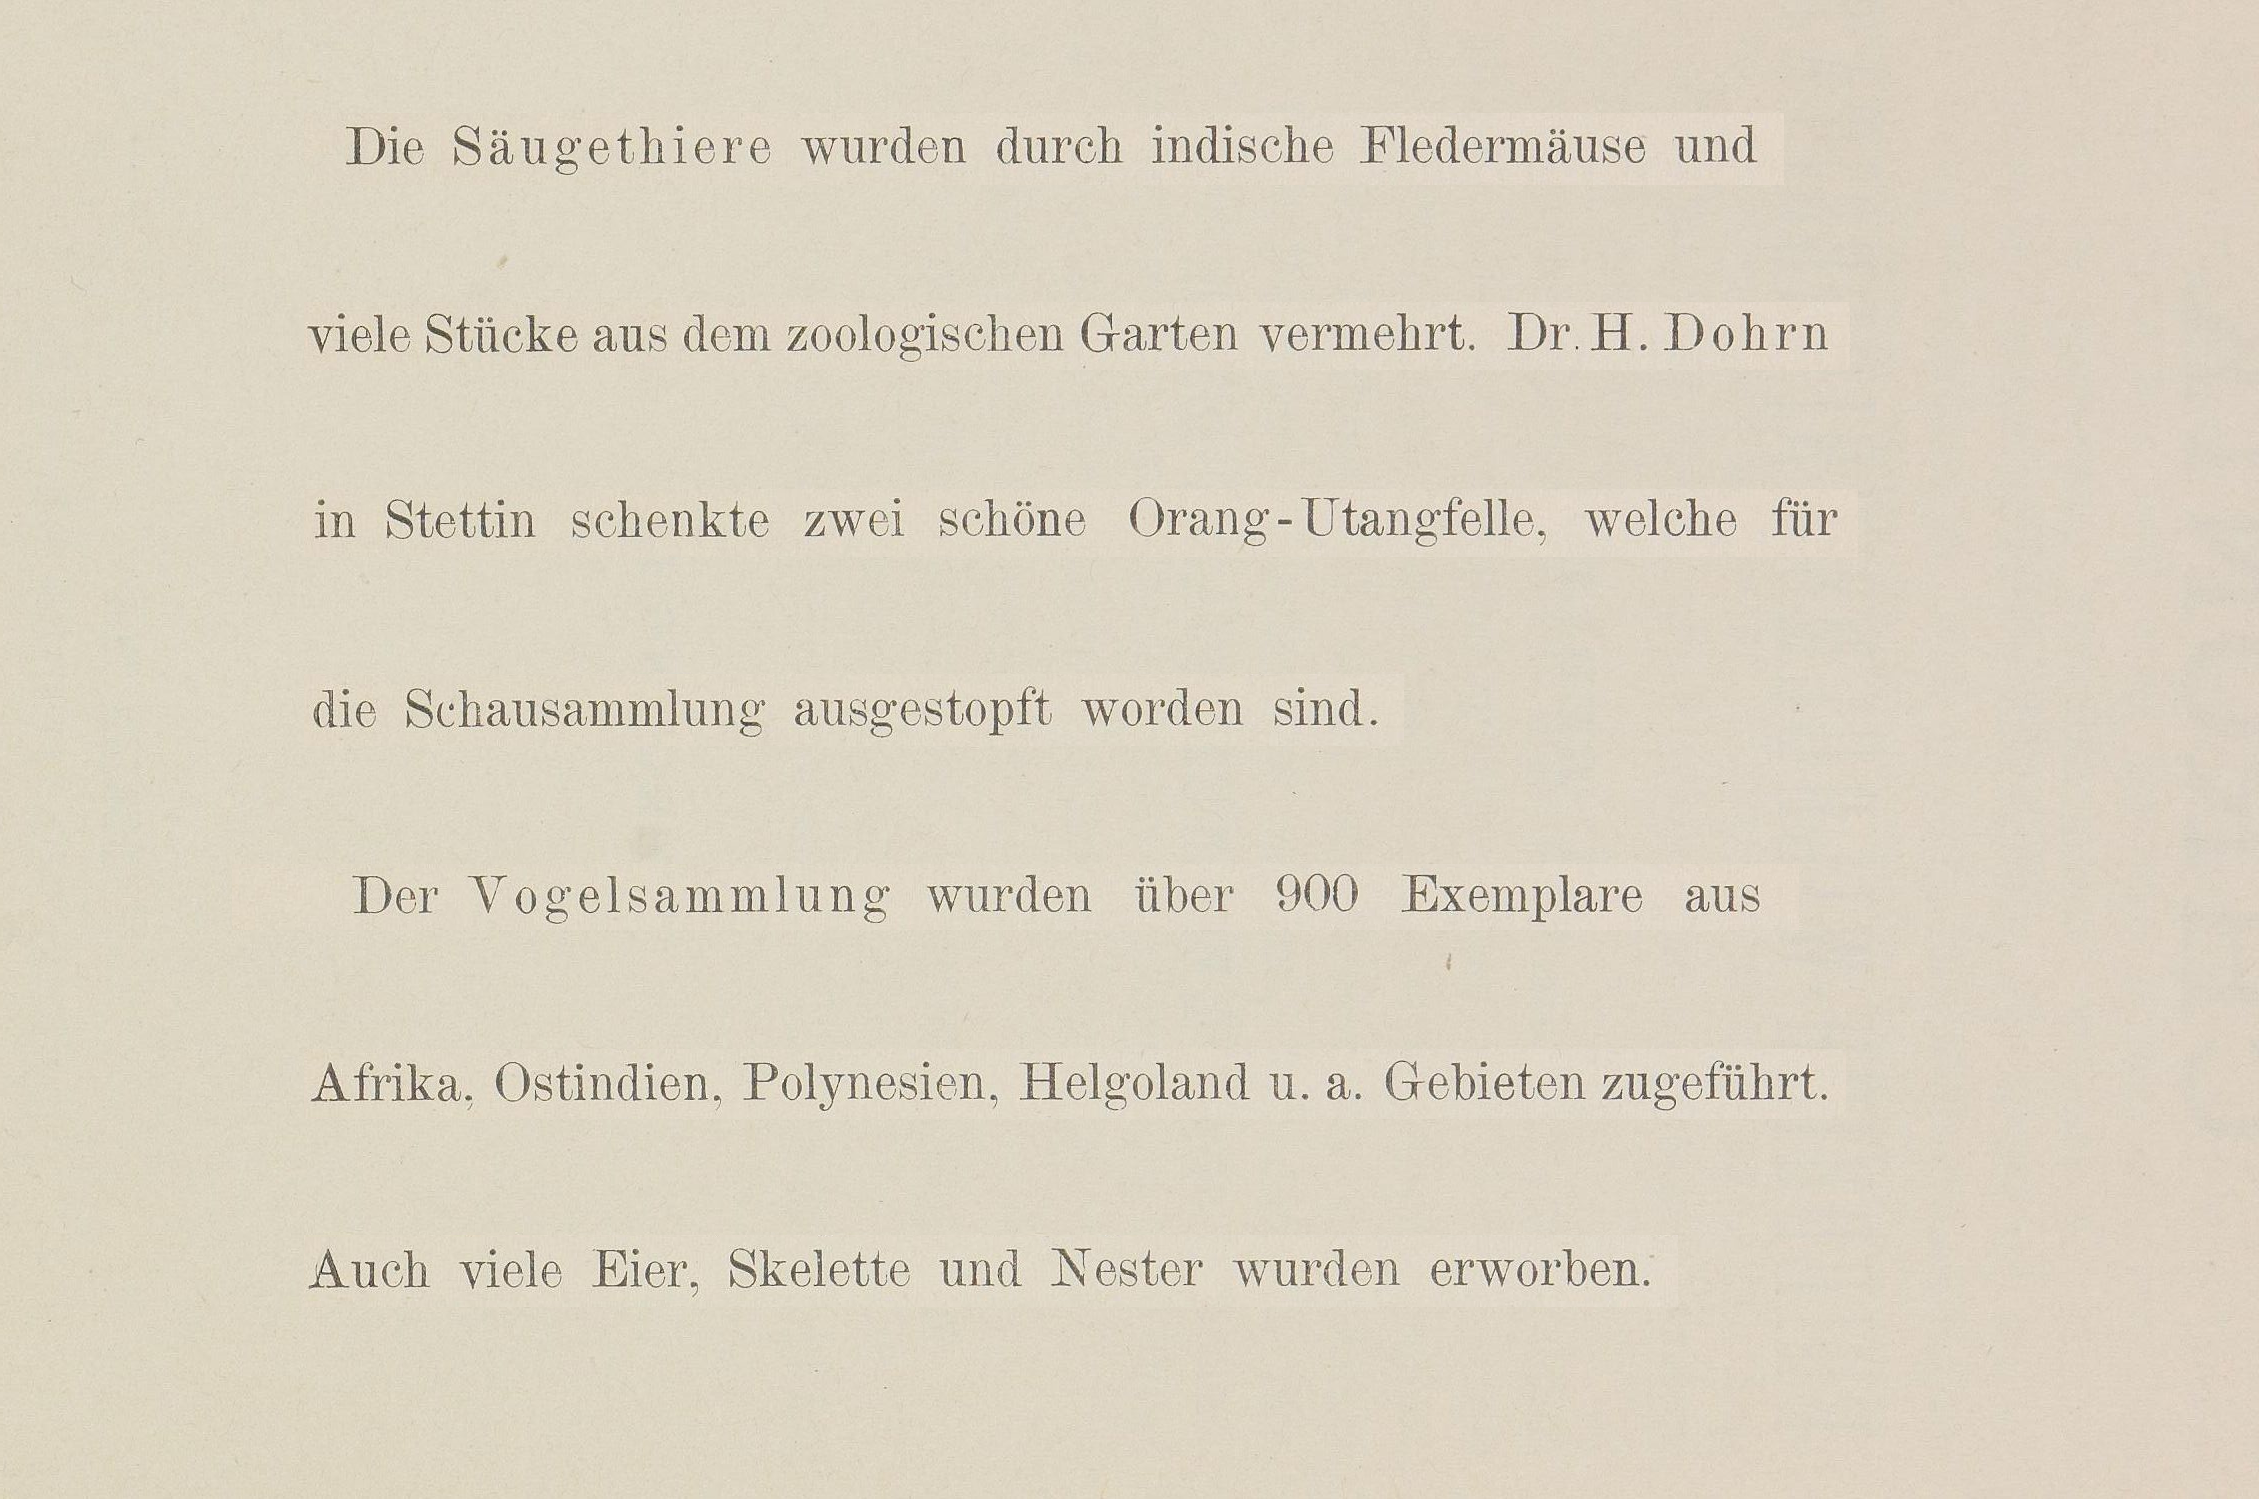 Die Säugethiere wurden durch indische Fledermäuse und
viele Stücke aus dem zoologischen Garten vermehrt. Dr. H. Dohrn
in Stettin schenkte zwei schöne Orang-Utangfelle, welche für
die Schausammlung ausgestopft worden sind.
Der Vogelsammlung wurden über 900 Exemplare aus
Afrika, Ostindien, Polynesien, Helgoland u. a. Gebieten zugeführt.
Auch viele Eier, Skelette und Nester wurden erworben.